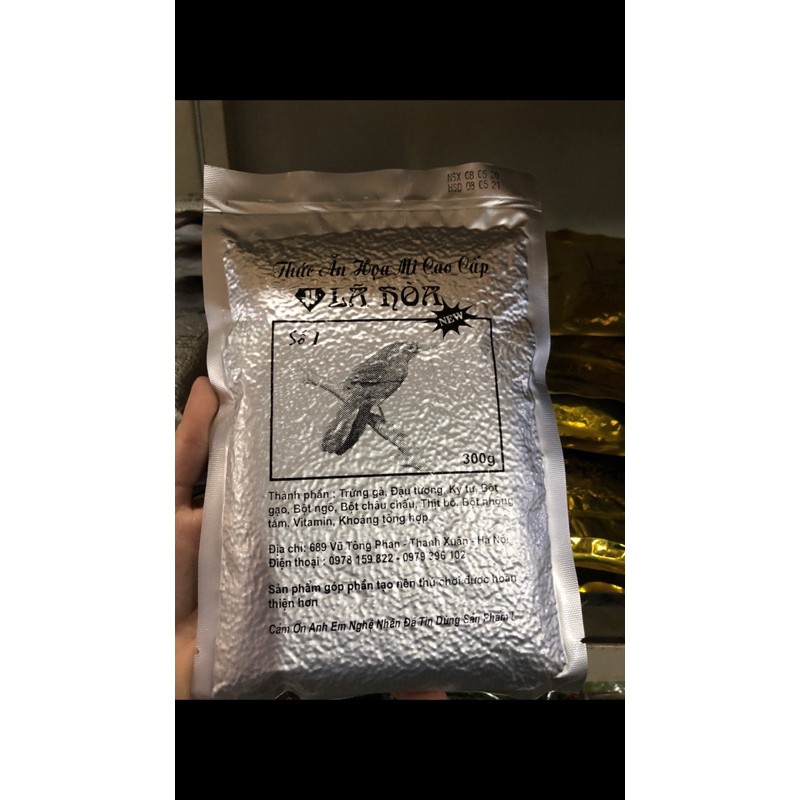 NSX 08 05 20
HSD 08 05 21
Thức Ăn Họa Mi Cao Cấp
LÃ HÒA
NEW
Số 1
300g
Thành phần : Trứng gà, Đậu tương, Kỷ tử, Bột
gạo, Bột ngô, Bột châu chấu, Thịt bò, Bột nhộng
tằm, Vitamin, Khoáng tổng hợp
Địa chỉ: 689 Vũ Tông Phan - Thanh Xuân - Hà Nội
Điện thoại : 0978 159 822 - 0979 396 102
Sản phẩm góp phần tạo nên thú chơi được hoàn
thiện hơn
Cảm Ơn Anh Em Nghệ Nhân Đã Tin Dùng Sản Phẩm !